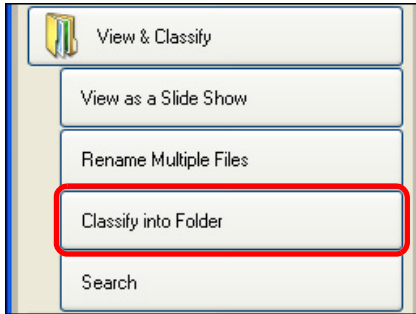 View & Classify
View as a Slide Show
Rename Multiple Files
Classify into Folder
Search